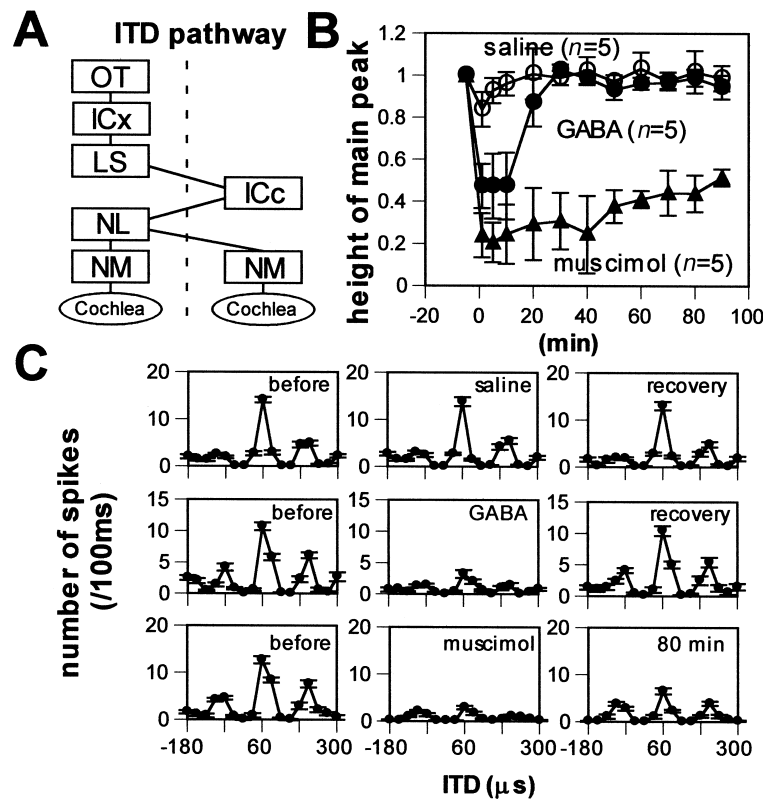 A
ITD pathway
OT
ICx
LS
ICc
NL
NM
NM
Cochlea
Cochlea
B
height of main peak
1.2
1
0.8
0.6
0.4
0.2
0
saline (n=5)
GABA (n=5)
muscimol (n=5)
-20
0
20
40
60
80
100
(min)
C
number of spikes
(/100ms)
20
10
0
before
20
10
0
saline
20
10
0
recovery
15
10
5
0
before
15
10
5
0
GABA
15
10
5
0
recovery
20
10
0
before
20
10
0
muscimol
20
10
0
80 min
-180
60
300
-180
60
300
-180
60
300
ITD (μs)